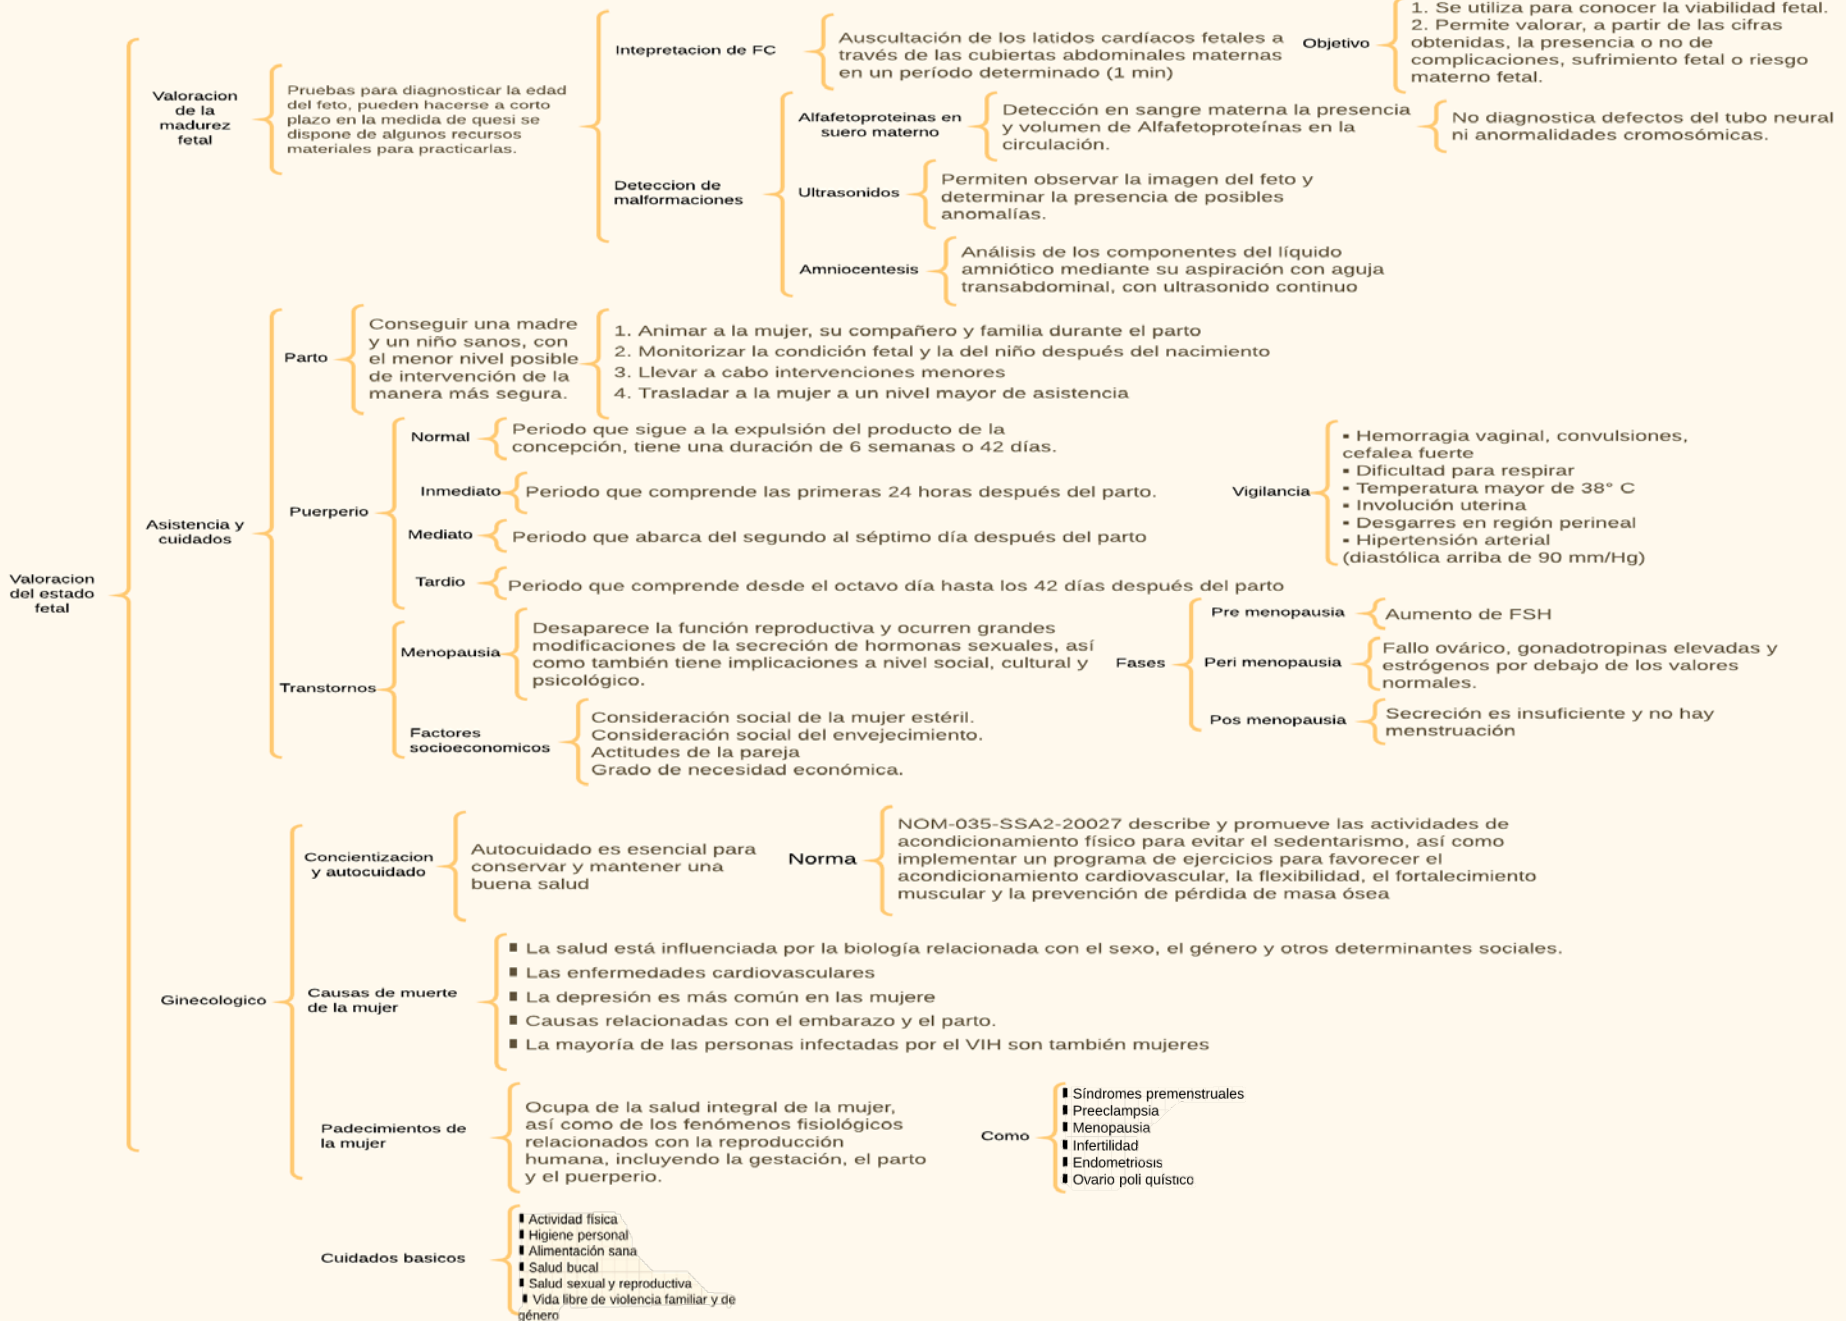 Valoracion
del estado
fetal
Valoracion
de la
madurez
fetal
Pruebas para diagnosticar la edad
del feto, pueden hacerse a corto
plazo en la medida de quesi se
dispone de algunos recursos
materiales para practicarlas.
Intepretacion de FC
Auscultación de los latidos cardíacos fetales a
través de las cubiertas abdominales maternas
en un período determinado (1 min)
Objetivo
1. Se utiliza para conocer la viabilidad fetal.
2. Permite valorar, a partir de las cifras
obtenidas, la presencia o no de
complicaciones, sufrimiento fetal o riesgo
materno fetal.
Deteccion de
malformaciones
Alfafetoproteinas en
suero materno
Detección en sangre materna la presencia
y volumen de Alfafetoproteínas en la
circulación.
No diagnostica defectos del tubo neural
ni anormalidades cromosómicas.
Ultrasonidos
Permiten observar la imagen del feto y
determinar la presencia de posibles
anomalías.
Amniocentesis
Análisis de los componentes del líquido
amniótico mediante su aspiración con aguja
transabdominal, con ultrasonido continuo
Asistencia y
cuidados
Parto
Conseguir una madre
y un niño sanos, con
el menor nivel posible
de intervención de la
manera más segura.
1. Animar a la mujer, su compañero y familia durante el parto
2. Monitorizar la condición fetal y la del niño después del nacimiento
3. Llevar a cabo intervenciones menores
4. Trasladar a la mujer a un nivel mayor de asistencia
Puerperio
Normal
Periodo que sigue a la expulsión del producto de la
concepción, tiene una duración de 6 semanas o 42 días.
Inmediato
Periodo que comprende las primeras 24 horas después del parto.
Mediato
Periodo que abarca del segundo al séptimo día después del parto
Tardio
Periodo que comprende desde el octavo día hasta los 42 días después del parto
Vigilancia
▪ Hemorragia vaginal, convulsiones,
cefalea fuerte
▪ Dificultad para respirar
▪ Temperatura mayor de 38° C
▪ Involución uterina
▪ Desgarres en región perineal
▪ Hipertensión arterial
(diastólica arriba de 90 mm/Hg)
Transtornos
Menopausia
Desaparece la función reproductiva y ocurren grandes
modificaciones de la secreción de hormonas sexuales, así
como también tiene implicaciones a nivel social, cultural y
psicológico.
Fases
Pre menopausia
Aumento de FSH
Peri menopausia
Fallo ovárico, gonadotropinas elevadas y
estrógenos por debajo de los valores
normales.
Pos menopausia
Secreción es insuficiente y no hay
menstruación
Factores
socioeconomicos
Consideración social de la mujer estéril.
Consideración social del envejecimiento.
Actitudes de la pareja
Grado de necesidad económica.
Ginecologico
Concientizacion
y autocuidado
Autocuidado es esencial para
conservar y mantener una
buena salud
Norma
NOM-035-SSA2-20027 describe y promueve las actividades de
acondicionamiento físico para evitar el sedentarismo, así como
implementar un programa de ejercicios para favorecer el
acondicionamiento cardiovascular, la flexibilidad, el fortalecimiento
muscular y la prevención de pérdida de masa ósea
Causas de muerte
de la mujer
▪ La salud está influenciada por la biología relacionada con el sexo, el género y otros determinantes sociales.
▪ Las enfermedades cardiovasculares
▪ La depresión es más común en las mujere
▪ Causas relacionadas con el embarazo y el parto.
▪ La mayoría de las personas infectadas por el VIH son también mujeres
Padecimientos de
la mujer
Ocupa de la salud integral de la mujer,
así como de los fenómenos fisiológicos
relacionados con la reproducción
humana, incluyendo la gestación, el parto
y el puerperio.
Como
▪ Síndromes premenstruales
▪ Preeclampsia
▪ Menopausia
▪ Infertilidad
▪ Endometriosis
▪ Ovario poli quístico
Cuidados basicos
▪ Actividad física
▪ Higiene personal
▪ Alimentación sana
▪ Salud bucal
▪ Salud sexual y reproductiva
▪ Vida libre de violencia familiar y de
género